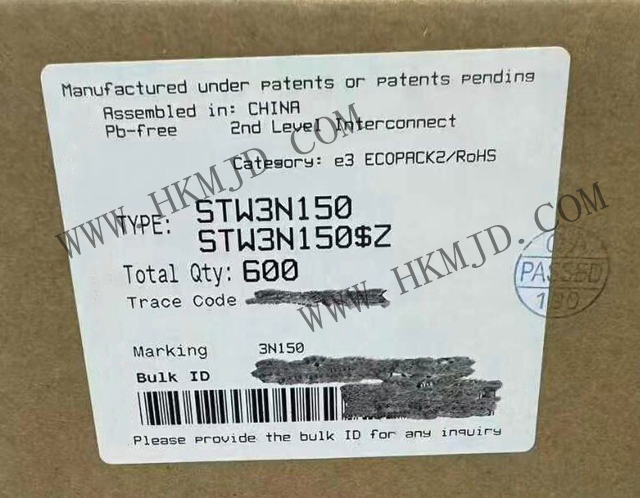 Manufactured under patents or patents pending
Assembled in: CHINA
Pb-free 2nd Level Interconnect
Category: e3 ECOPACK2/RoHS
TYPE: STW3N150
STW3N150$Z
Total Qty: 600
Trace Code
Marking 3N150
Bulk ID
Please provide the bulk ID for any inquiry
WWW.HKMJD.COM
WWW.HKMJD.COM
QA
PASSED